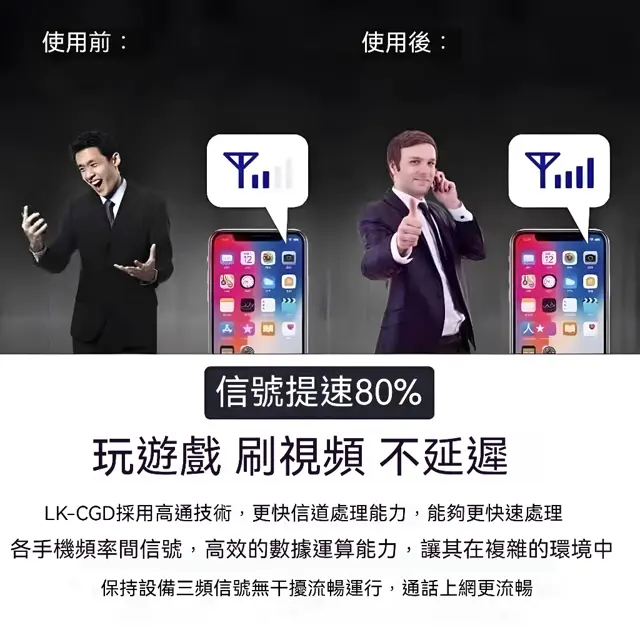 使用前：
使用後：
信號提速80%
玩遊戲 刷視頻 不延遲
LK-CGD採用高通技術，更快信道處理能力，能夠更快速處理
各手機頻率間信號，高效的數據運算能力，讓其在複雜的環境中
保持設備三頻信號無干擾流暢運行，通話上網更流暢